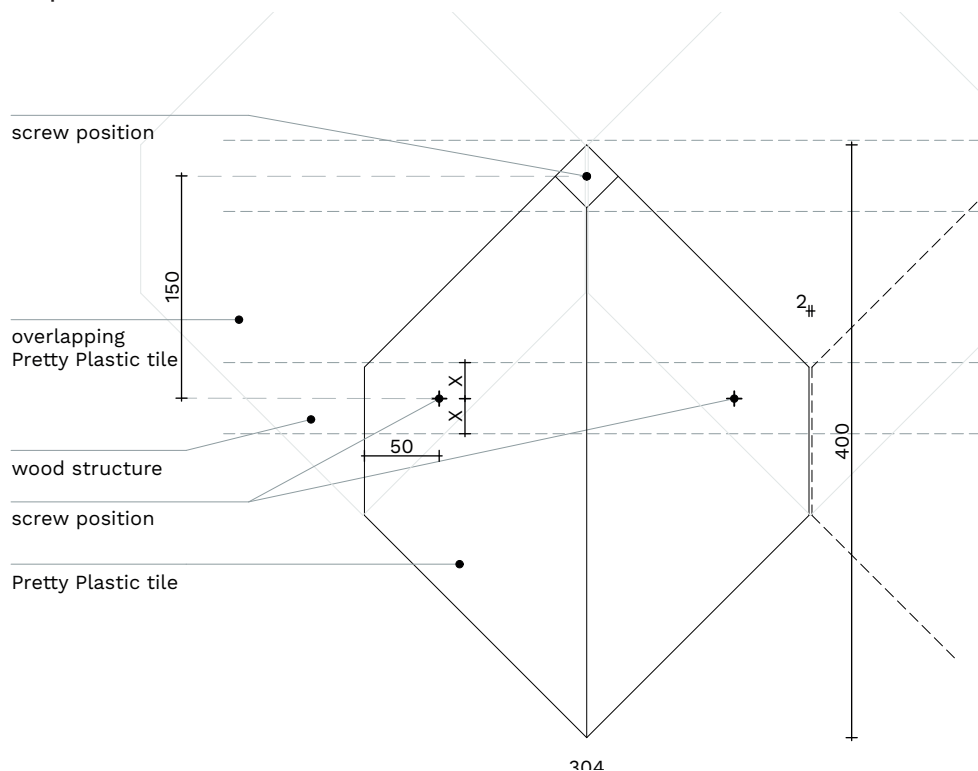 screw position
150
2
overlapping
Pretty Plastic tile
X
X
400
50
wood structure
screw position
Pretty Plastic tile
304